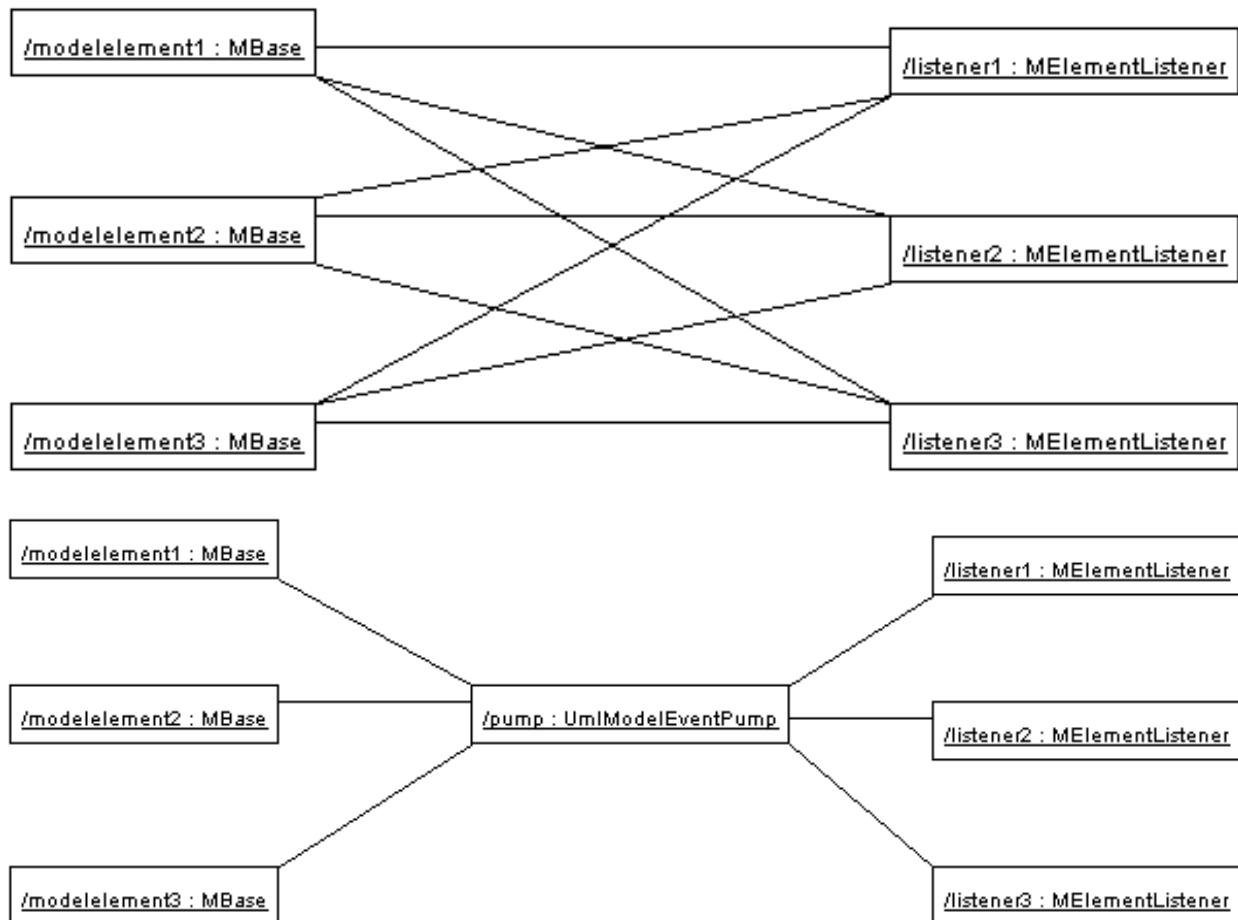 /modelelement1 : MBase
/listener1 : MElementListener
/modelelement2 : MBase
/listener2 : MElementListener
/modelelement3 : MBase
/listener3 : MElementListener
/modelelement1 : MBase
/listener1 : MElementListener
/modelelement2 : MBase
/pump : UmlModelEventPump
/listener2 : MElementListener
/modelelement3 : MBase
/listener3 : MElementListener